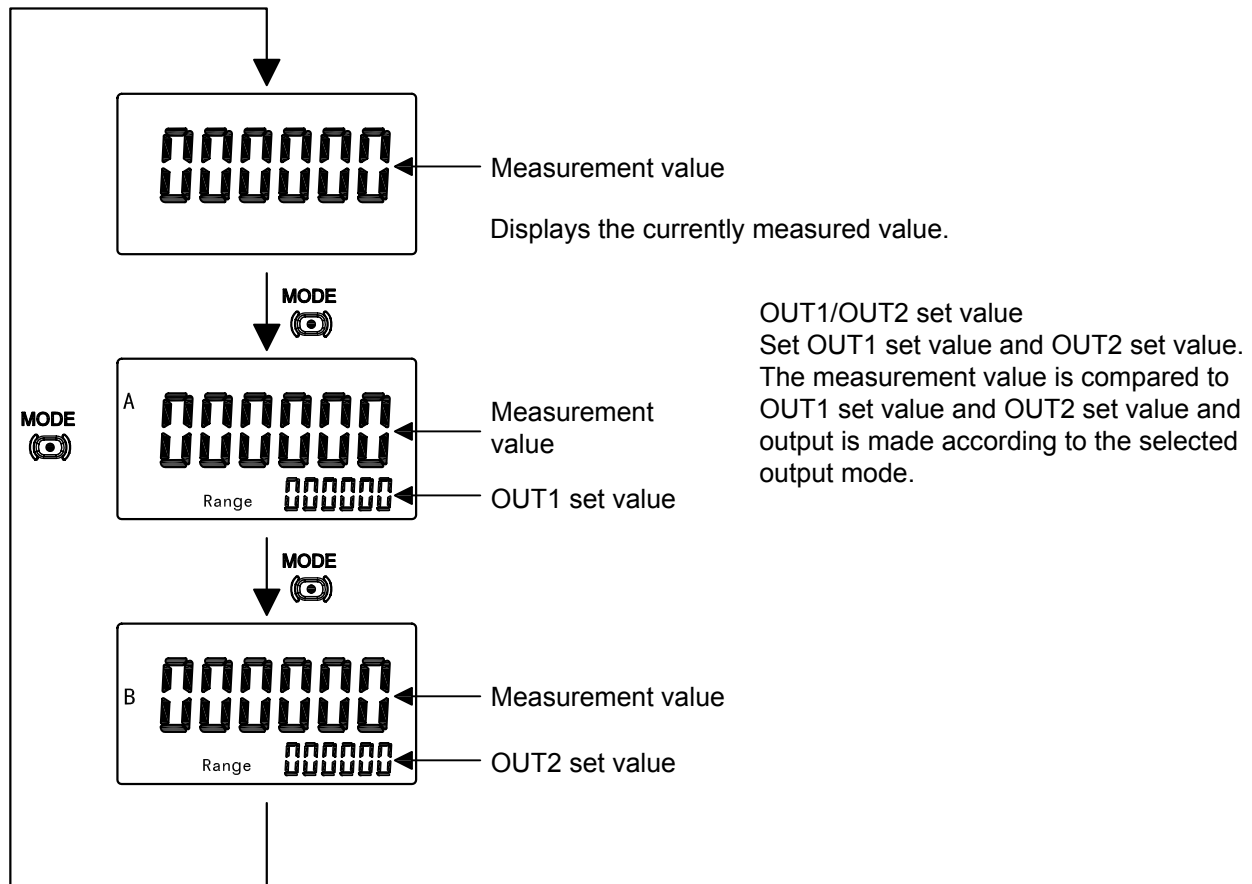 000000
Measurement value
Displays the currently measured value.
MODE
OUT1/OUT2 set value
Set OUT1 set value and OUT2 set value.
The measurement value is compared to
OUT1 set value and OUT2 set value and
output is made according to the selected
output mode.
MODE
A
000000
Measurement
value
Range
000000
OUT1 set value
MODE
B
000000
Measurement value
Range
000000
OUT2 set value